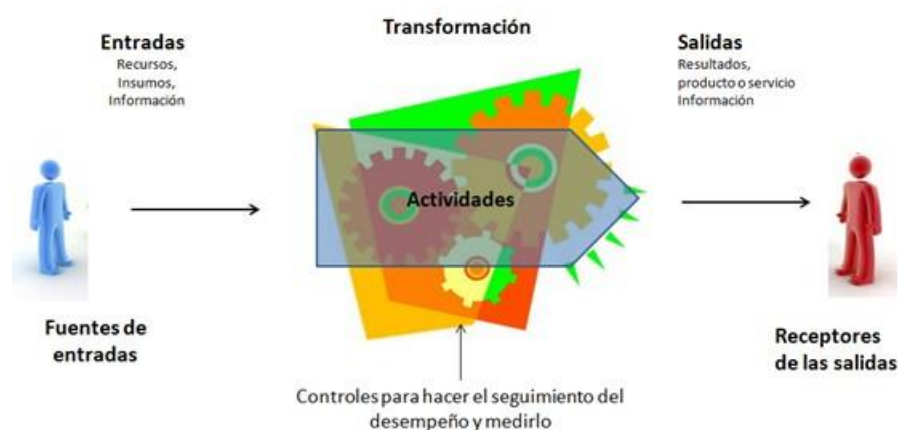 Entradas
Recursos,
Insumos,
Información
Transformación
Salidas
Resultados,
producto o servicio
Información
Actividades
Fuentes de
entradas
Receptores
de las salidas
Controles para hacer el seguimiento del
desempeño y medirlo